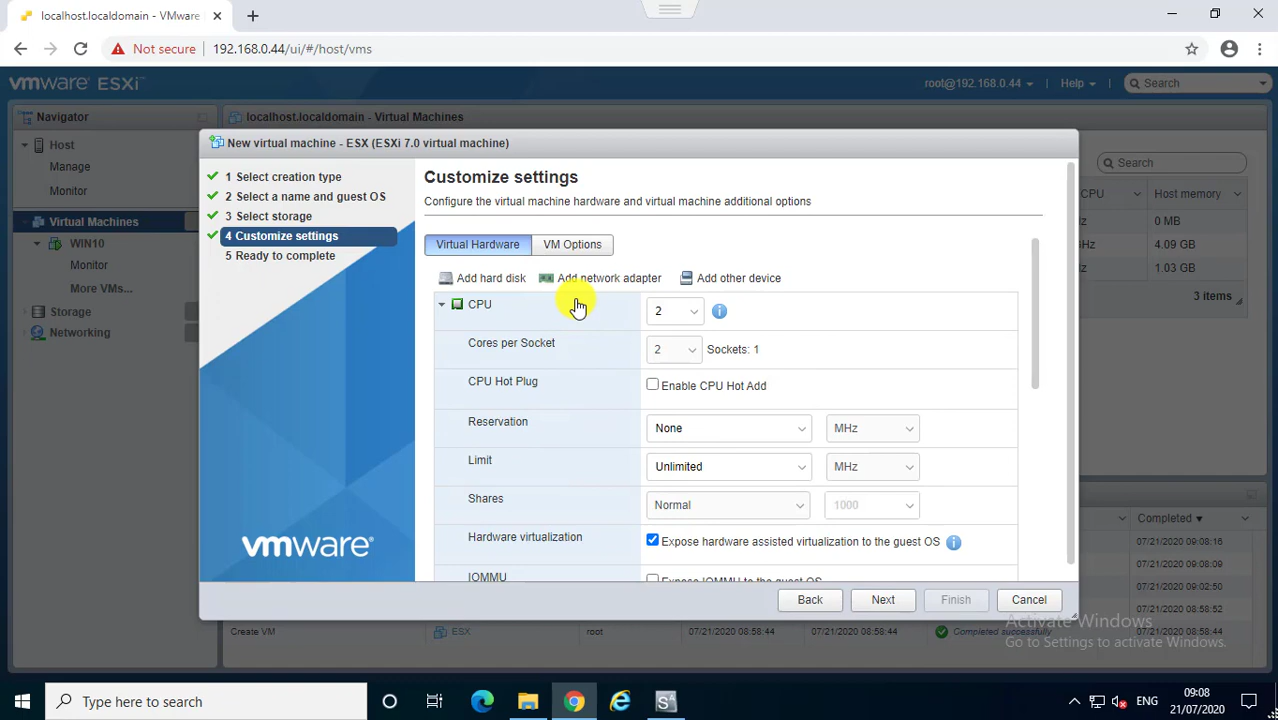 localhost.localdomain - VMware
Not secure | 192.168.0.44/ui/#/host/vms
vmware ESXi™
root@192.168.0.44 | Help | Search
Navigator
localhost.localdomain - Virtual Machines
Host
Manage
Monitor
Virtual Machines
WIN10
Monitor
More VMs...
Storage
Networking
Search
CPU
Host memory
0 MB
Hz
4.09 GB
Hz
1.03 GB
3 items
New virtual machine - ESX (ESXi 7.0 virtual machine)
1 Select creation type
2 Select a name and guest OS
3 Select storage
4 Customize settings
5 Ready to complete
vmware®
Customize settings
Configure the virtual machine hardware and virtual machine additional options
Virtual Hardware
VM Options
Add hard disk
Add network adapter
Add other device
CPU
2
Cores per Socket
2
Sockets: 1
CPU Hot Plug
Enable CPU Hot Add
Reservation
None
MHz
Limit
Unlimited
MHz
Shares
Normal
1000
Hardware virtualization
Expose hardware assisted virtualization to the guest OS
IOMMU
Expose IOMMU to the guest OS
Back
Next
Finish
Cancel
Completed
07/21/2020 09:08:16
07/21/2020 09:08:09
07/21/2020 09:02:50
07/21/2020 08:58:52
Create VM
ESX
root
07/21/2020 08:58:44
07/21/2020 08:58:44
Completed successfully
07/21/2020 08:58:44
Activate Windows
Go to Settings to activate Windows.
Type here to search
ENG
09:08
21/07/2020